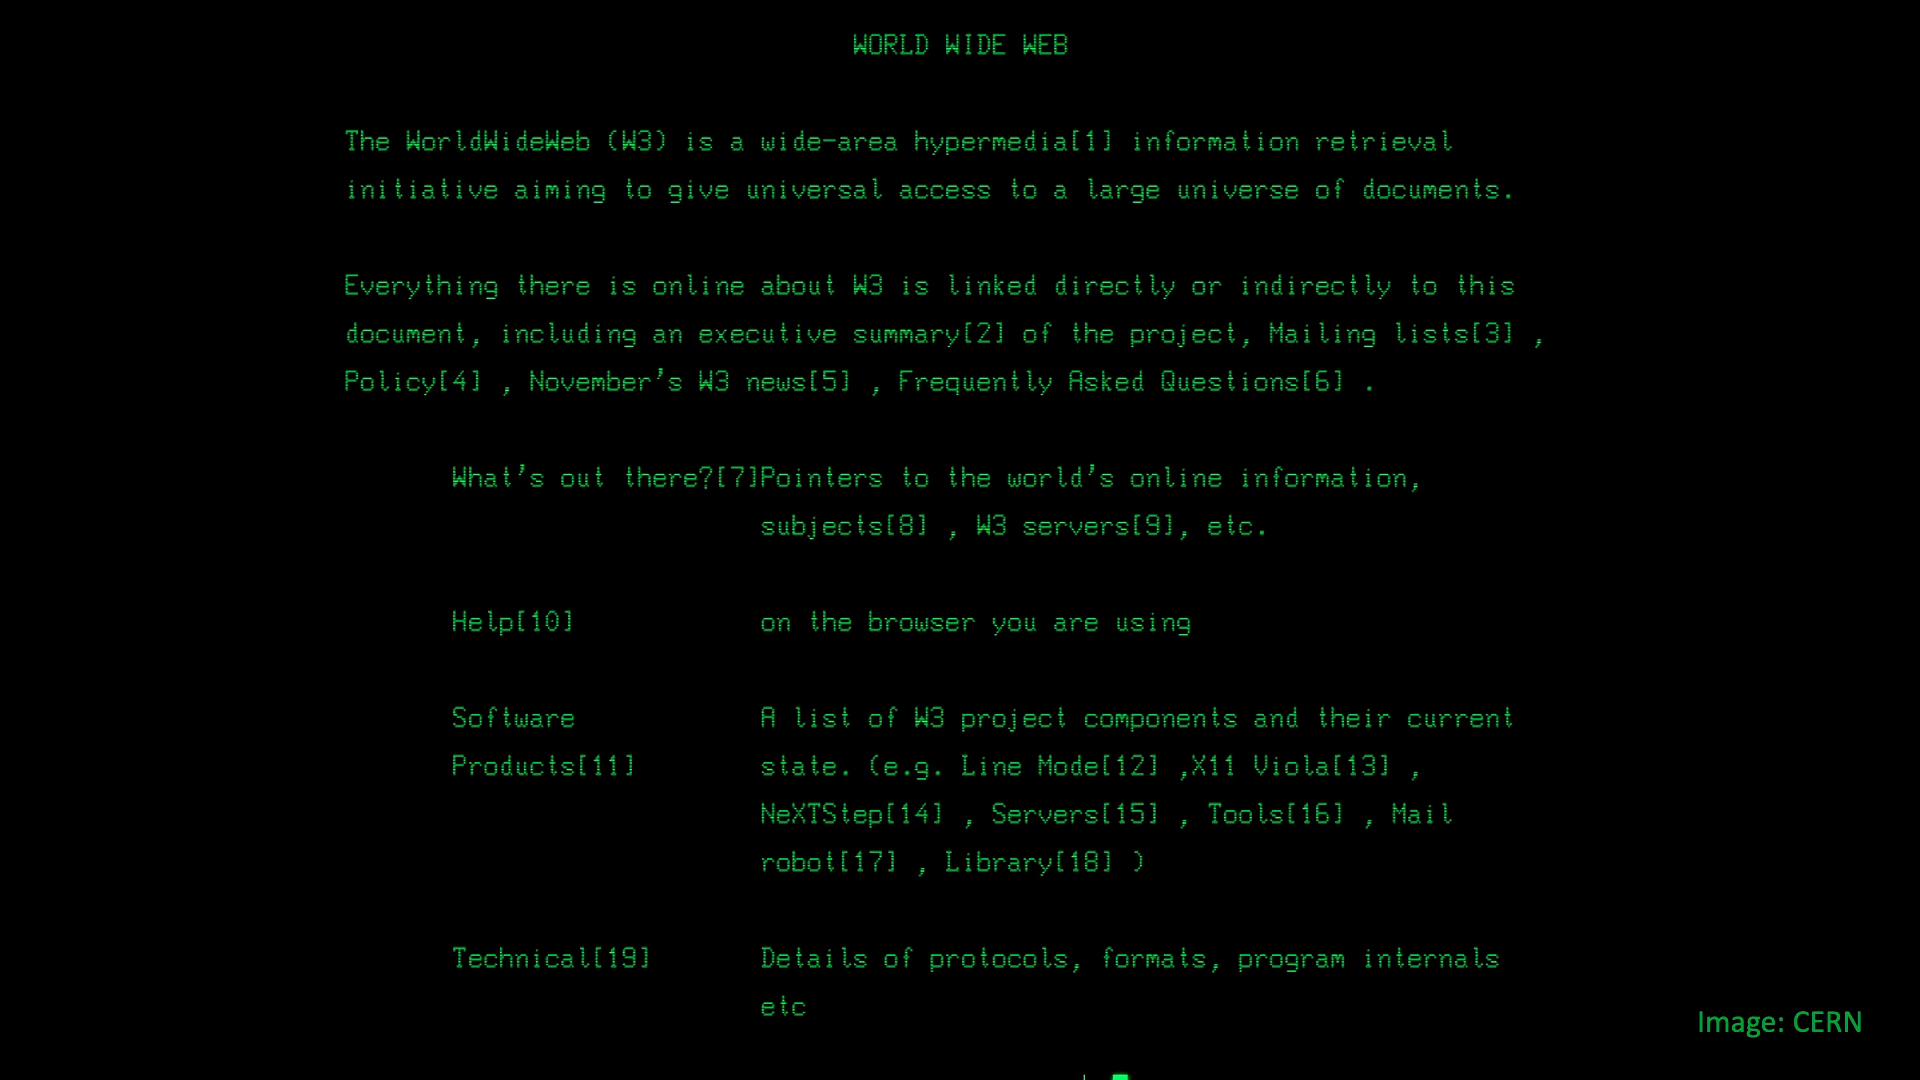 WORLD WIDE WEB
The WorldWideWeb (W3) is a wide-area hypermedia[1] information retrieval
initiative aiming to give universal access to a large universe of documents.
Everything there is online about W3 is linked directly or indirectly to this
document, including an executive summary[2] of the project, Mailing lists[3] ,
Policy[4] , November's W3 news[5] , Frequently Asked Questions[6] .
What's out there?[7]Pointers to the world's online information,
subjects[8] , W3 servers[9], etc.
Help[10] on the browser you are using
Software A list of W3 project components and their current
Products[11] state. (e.g. Line Mode[12] ,X11 Viola[13] ,
NeXTStep[14] , Servers[15] , Tools[16] , Mail
robot[17] , Library[18] )
Technical[19] Details of protocols, formats, program internals
etc
Image: CERN